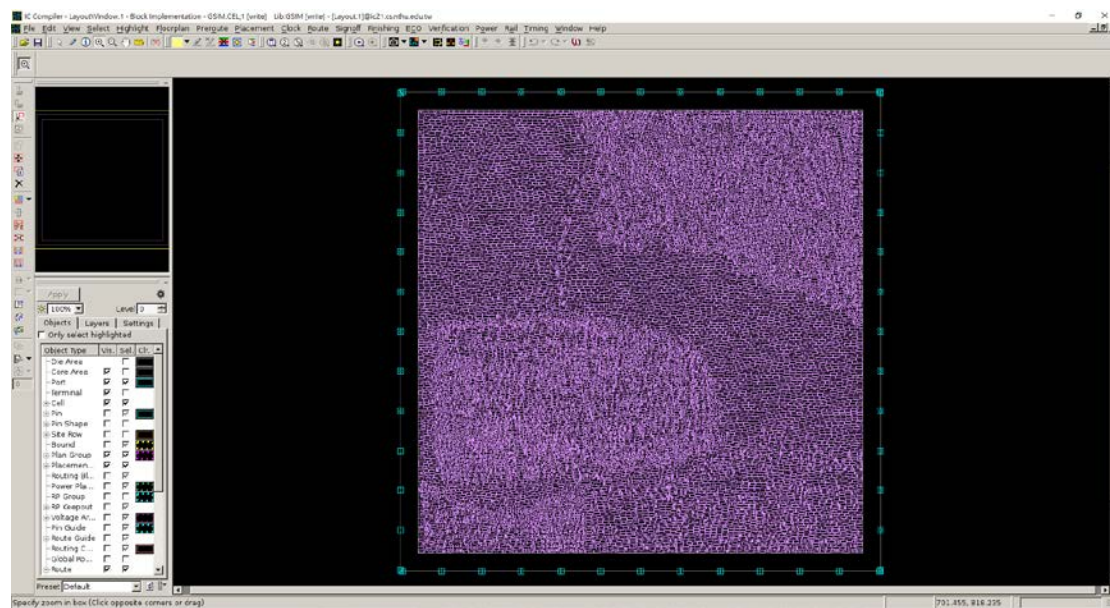 IC Compiler - LayoutWindow.1 - Block Implementation - GSIM.CEL;1 [write]   Lib:GSIM [write] - [Layout.1]@ic21.cs.nthu.edu.tw
File Edit View Select Highlight Floorplan Preroute Placement Clock Route Signoff Finishing ECO Verification Power Rail Timing Window Help
Apply
100% Level 0
Objects Layers Settings
Only select highlighted
Object Type Vis. Sel. Clr.
Die Area
Core Area
Port
Terminal
Cell
Pin
Pin Shape
Site Row
Bound
Plan Group
Placemen...
Routing Bl...
Power Pla...
RP Group
RP Keepout
Voltage Ar...
Pin Guide
Route Guide
Routing C...
Global Ro...
Route
0
Preset: Default
Specify zoom in box (Click opposite corners or drag)
701.455, 818.235